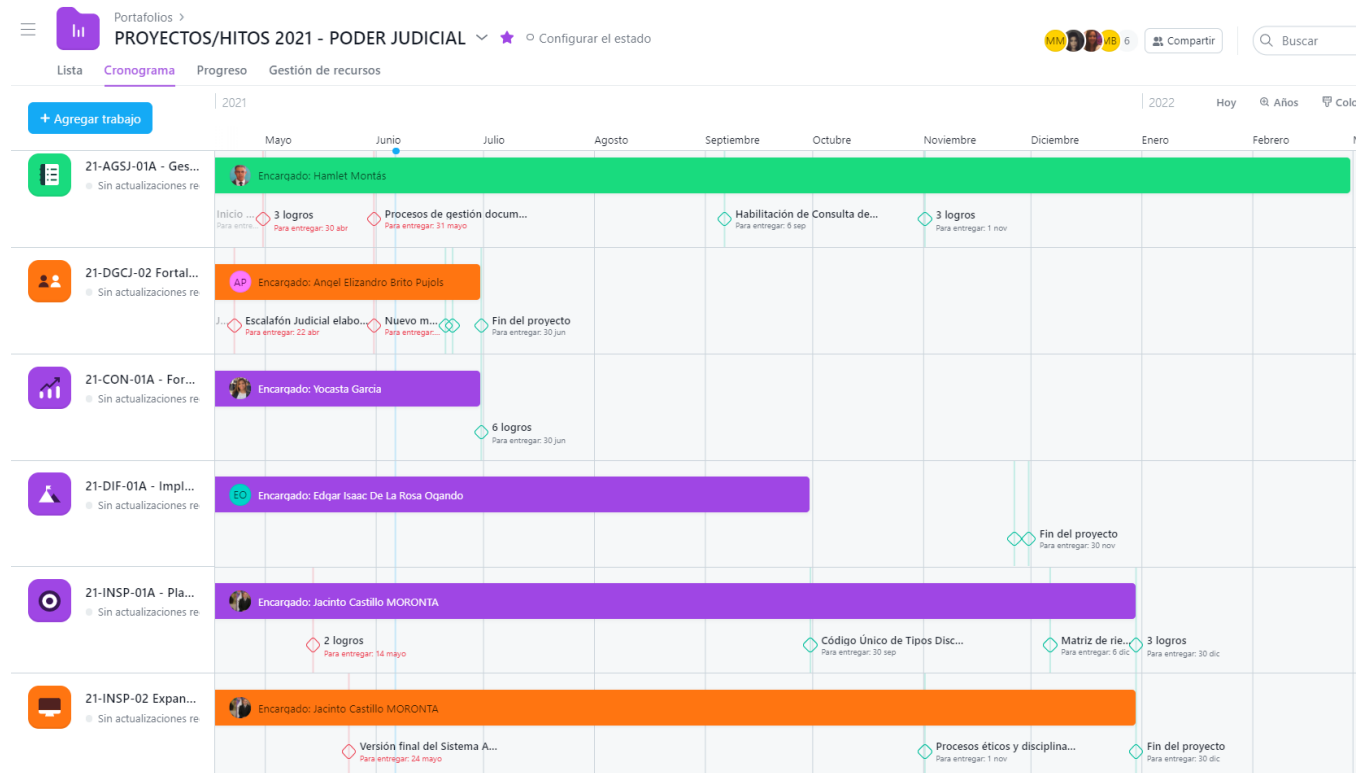 Portafolios >
PROYECTOS/HITOS 2021 - PODER JUDICIAL
Configurar el estado
MM
MB
6
Compartir
Buscar
Lista
Cronograma
Progreso
Gestión de recursos
+ Agregar trabajo
2021
2022
Hoy
Años
Colo
Mayo
Junio
Julio
Agosto
Septiembre
Octubre
Noviembre
Diciembre
Enero
Febrero
21-AGSJ-01A - Ges...
Sin actualizaciones re
Encargado: Hamlet Montás
Inicio ...
Para entre...
3 logros
Para entregar: 30 abr
Procesos de gestión docum...
Para entregar: 31 mayo
Habilitación de Consulta de...
Para entregar: 6 sep
3 logros
Para entregar: 1 nov
21-DGCJ-02 Fortal...
Sin actualizaciones re
AP
Encargado: Angel Elizandro Brito Pujols
J...
Escalafón Judicial elabo...
Para entregar: 22 abr
Nuevo m...
Para entregar:...
Fin del proyecto
Para entregar: 30 jun
21-CON-01A - For...
Sin actualizaciones re
Encargado: Yocasta Garcia
6 logros
Para entregar: 30 jun
21-DIF-01A - Impl...
Sin actualizaciones re
EO
Encargado: Edgar Isaac De La Rosa Ogando
Fin del proyecto
Para entregar: 30 nov
21-INSP-01A - Pla...
Sin actualizaciones re
Encargado: Jacinto Castillo MORONTA
2 logros
Para entregar: 14 mayo
Código Único de Tipos Disc...
Para entregar: 30 sep
Matriz de rie...
Para entregar: 6 dic
3 logros
Para entregar: 30 dic
21-INSP-02 Expan...
Sin actualizaciones re
Encargado: Jacinto Castillo MORONTA
Versión final del Sistema A...
Para entregar: 24 mayo
Procesos éticos y disciplina...
Para entregar: 1 nov
Fin del proyecto
Para entregar: 30 dic